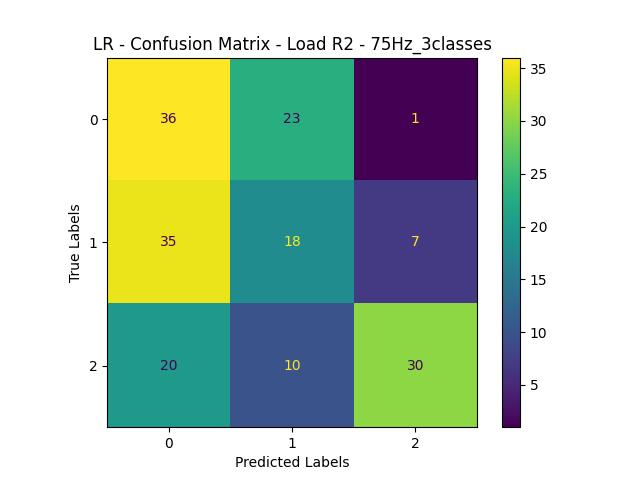 LR - Confusion Matrix - Load R2 - 75Hz_3classes
0 36 23 1
1 35 18 7
2 20 10 30
0 1 2
Predicted Labels
True Labels
35
30
25
20
15
10
5